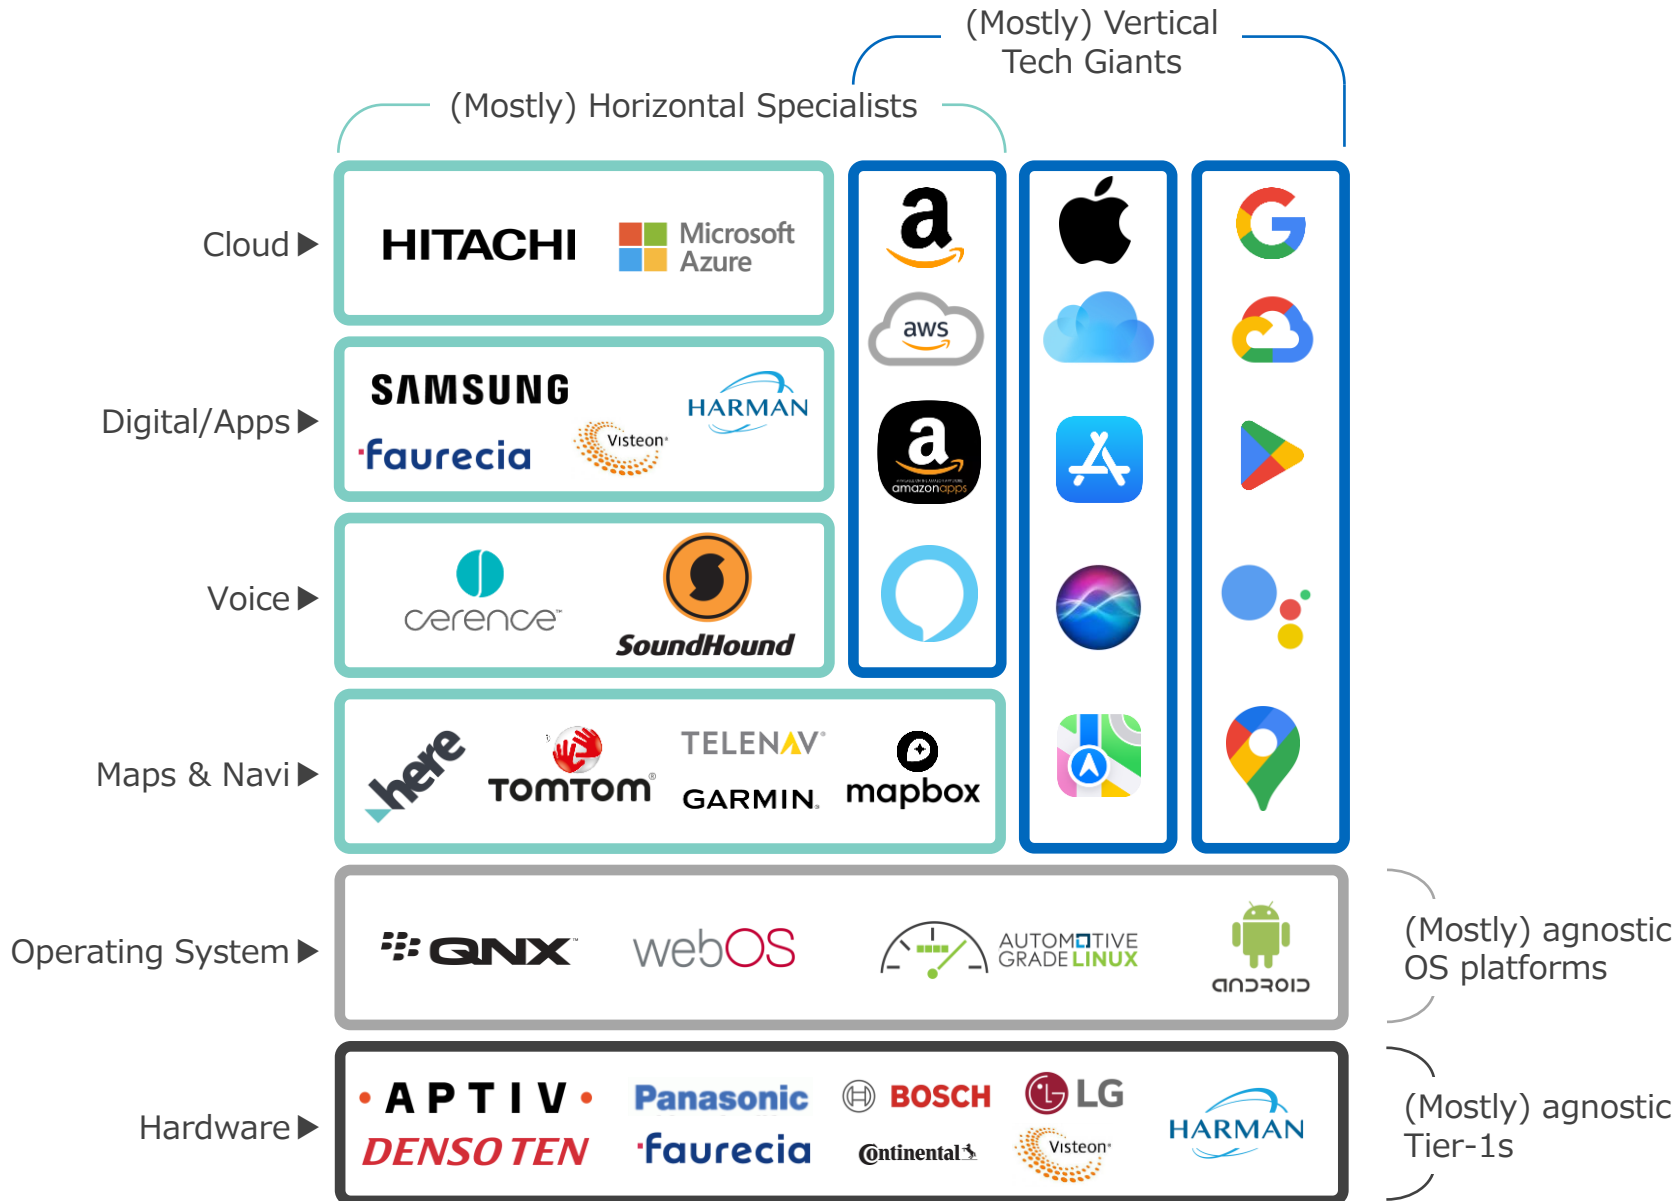 (Mostly) Vertical
Tech Giants
(Mostly) Horizontal Specialists
Cloud
HITACHI
Microsoft
Azure
a
G
aws
Digital/Apps
SAMSUNG
HARMAN
faurecia
Visteon®
a
amazonapps
Voice
cerence™
S
SoundHound
Maps & Navi
here
TOMTOM®
TELENAV®
GARMIN.
mapbox
Operating System
QNX™
webOS
AUTOMOTIVE
GRADE LINUX
ANDROID
(Mostly) agnostic
OS platforms
Hardware
• APTIV •
Panasonic
BOSCH
LG
HARMAN
DENSO TEN
faurecia
Continental
Visteon®
(Mostly) agnostic
Tier-1s